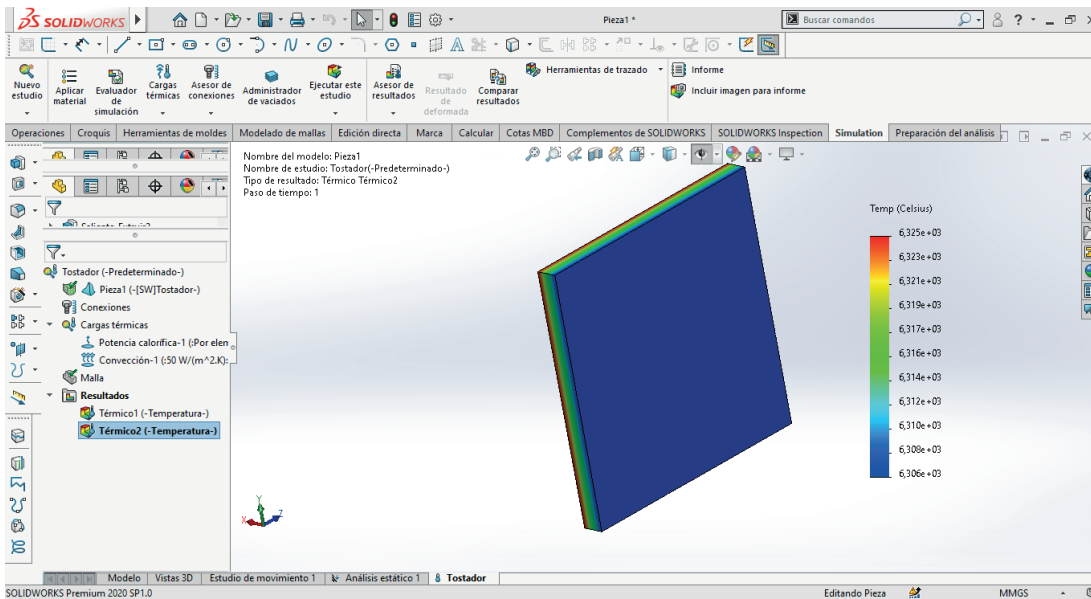 SOLIDWORKS
Pieza1 *
Buscar comandos
Nuevo estudio
Aplicar material
Evaluador de simulación
Cargas térmicas
Asesor de conexiones
Administrador de vaciados
Ejecutar este estudio
Asesor de resultados
Resultado de deformada
Comparar resultados
Herramientas de trazado
Informe
Incluir imagen para informe
Operaciones
Croquis
Herramientas de moldes
Modelado de mallas
Edición directa
Marca
Calcular
Cotas MBD
Complementos de SOLIDWORKS
SOLIDWORKS Inspection
Simulation
Preparación del análisis
Nombre del modelo: Pieza1
Nombre de estudio: Tostador(-Predeterminado-)
Tipo de resultado: Térmico Térmico2
Paso de tiempo: 1
Tostador (-Predeterminado-)
Pieza1 (-[SW]Tostador-)
Conexiones
Cargas térmicas
Potencia calorífica-1 (:Por elen
Convección-1 (:50 W/(m^2.K):
Malla
Resultados
Térmico1 (-Temperatura-)
Térmico2 (-Temperatura-)
Temp (Celsius)
6,325e+03
6,323e+03
6,321e+03
6,319e+03
6,317e+03
6,316e+03
6,314e+03
6,312e+03
6,310e+03
6,308e+03
6,306e+03
Y
X
Z
Modelo
Vistas 3D
Estudio de movimiento 1
Análisis estático 1
Tostador
SOLIDWORKS Premium 2020 SP1.0
Editando Pieza
MMGS